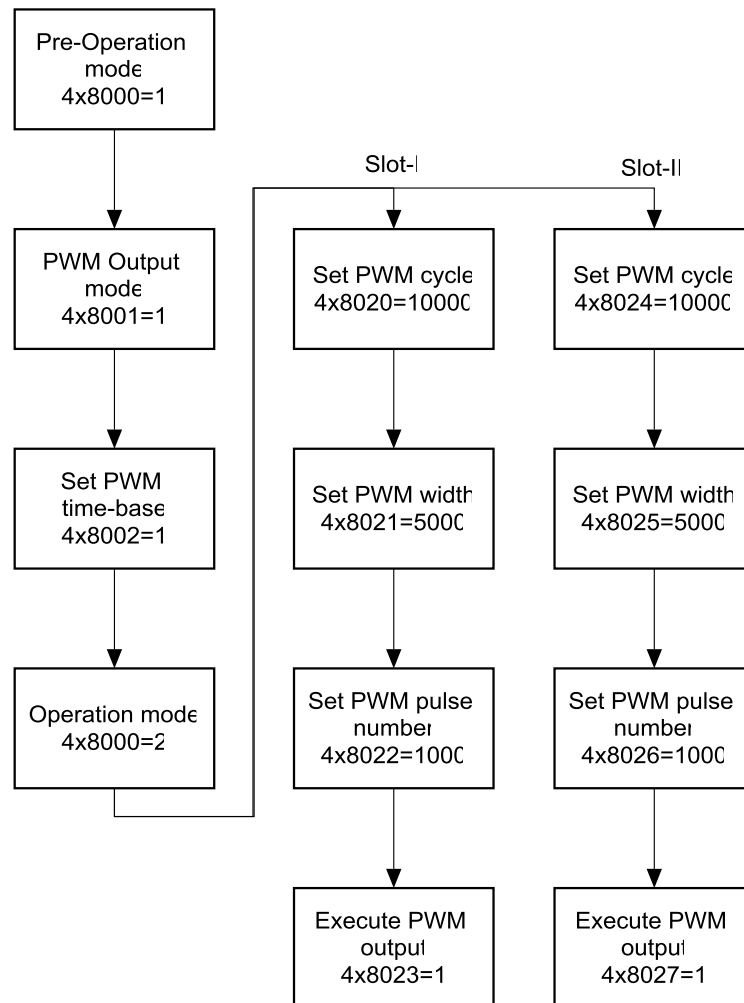 Pre-Operation
mode
4x8000=1
PWM Output
mode
4x8001=1
Set PWM
time-base
4x8002=1
Operation mode
4x8000=2
Slot-I
Set PWM cycle
4x8020=10000
Set PWM width
4x8021=5000
Set PWM pulse
number
4x8022=1000
Execute PWM
output
4x8023=1
Slot-II
Set PWM cycle
4x8024=10000
Set PWM width
4x8025=5000
Set PWM pulse
number
4x8026=1000
Execute PWM
output
4x8027=1